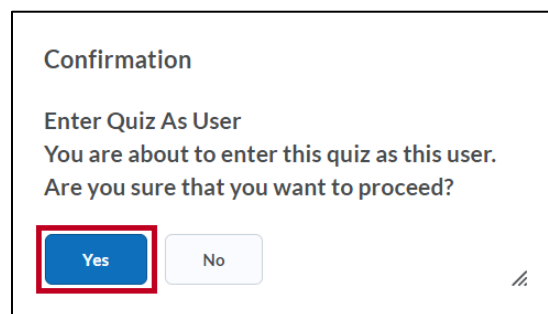 Confirmation
Enter Quiz As User
You are about to enter this quiz as this user.
Are you sure that you want to proceed?
Yes No